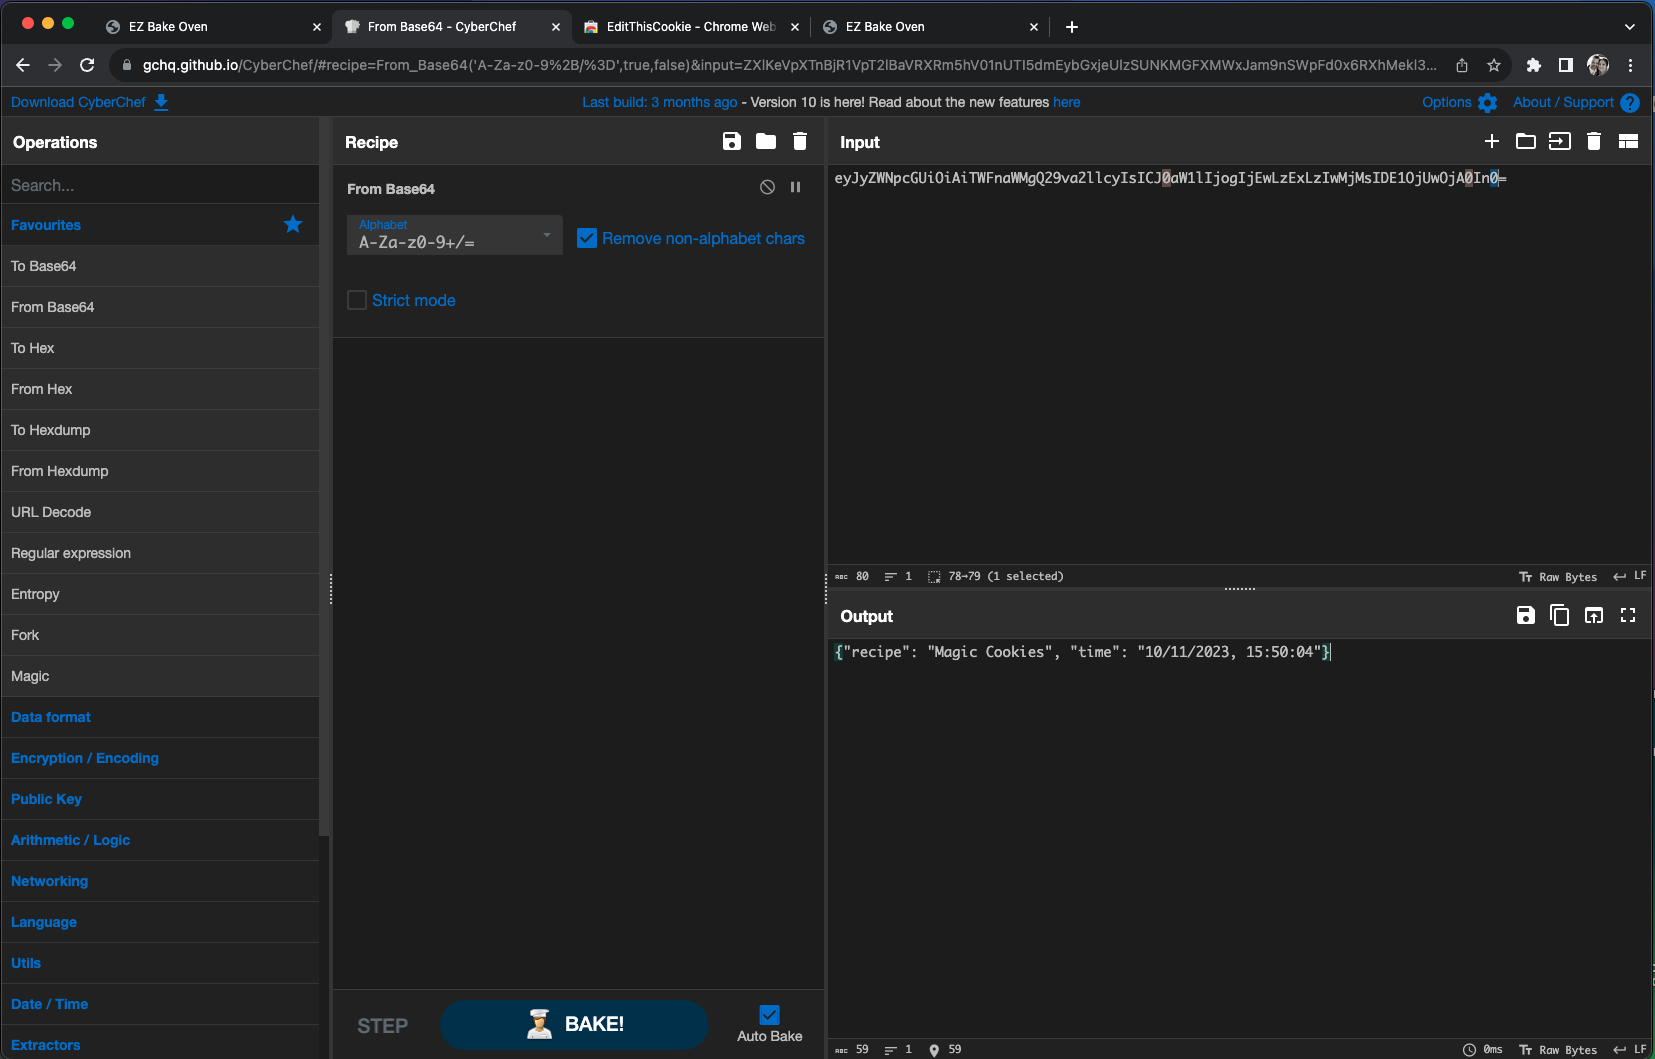 EZ Bake Oven
From Base64 - CyberChef
EditThisCookie - Chrome Web
EZ Bake Oven
gchq.github.io/CyberChef/#recipe=From_Base64('A-Za-z0-9%2B/%3D',true,false)&input=
Download CyberChef
Last build: 3 months ago - Version 10 is here! Read about the new features here
Options
About / Support
Operations
Recipe
Input
Search...
From Base64
eyJyZWNpcGUiOiAiTWFnaWMgQ29va2llcyIsICJ0aW1lIjogIjEwLzExLzIwMjMsIDE1OjUwOjA0In0=
Favourites
Alphabet
A-Za-z0-9+/=
Remove non-alphabet chars
To Base64
From Base64
Strict mode
To Hex
From Hex
To Hexdump
From Hexdump
URL Decode
Regular expression
Entropy
Fork
Magic
Data format
Encryption / Encoding
Public Key
Arithmetic / Logic
Networking
Language
Utils
Date / Time
Extractors
STEP
BAKE!
Auto Bake
ABC 80 1 78→79 (1 selected)
Raw Bytes LF
Output
{"recipe": "Magic Cookies", "time": "10/11/2023, 15:50:04"}
ABC 59 1 59
0ms Raw Bytes LF